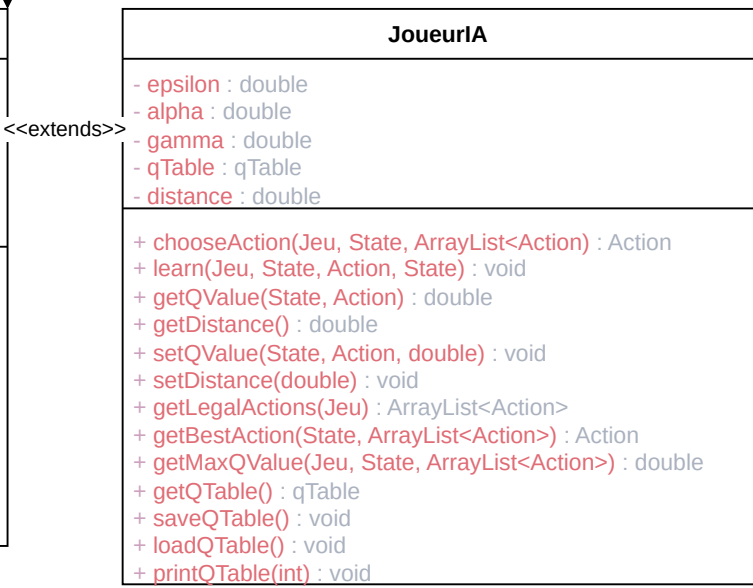 JoueurIA
- epsilon : double
- alpha : double
<<extends>>
- gamma : double
- qTable : qTable
- distance : double
+ chooseAction(Jeu, State, ArrayList<Action) : Action
+ learn(Jeu, State, Action, State) : void
+ getQValue(State, Action) : double
+ getDistance() : double
+ setQValue(State, Action, double) : void
+ setDistance(double) : void
+ getLegalActions(Jeu) : ArrayList<Action>
+ getBestAction(State, ArrayList<Action>) : Action
+ getMaxQValue(Jeu, State, ArrayList<Action>) : double
+ getQTable() : qTable
+ saveQTable() : void
+ loadQTable() : void
+ printQTable(int) : void